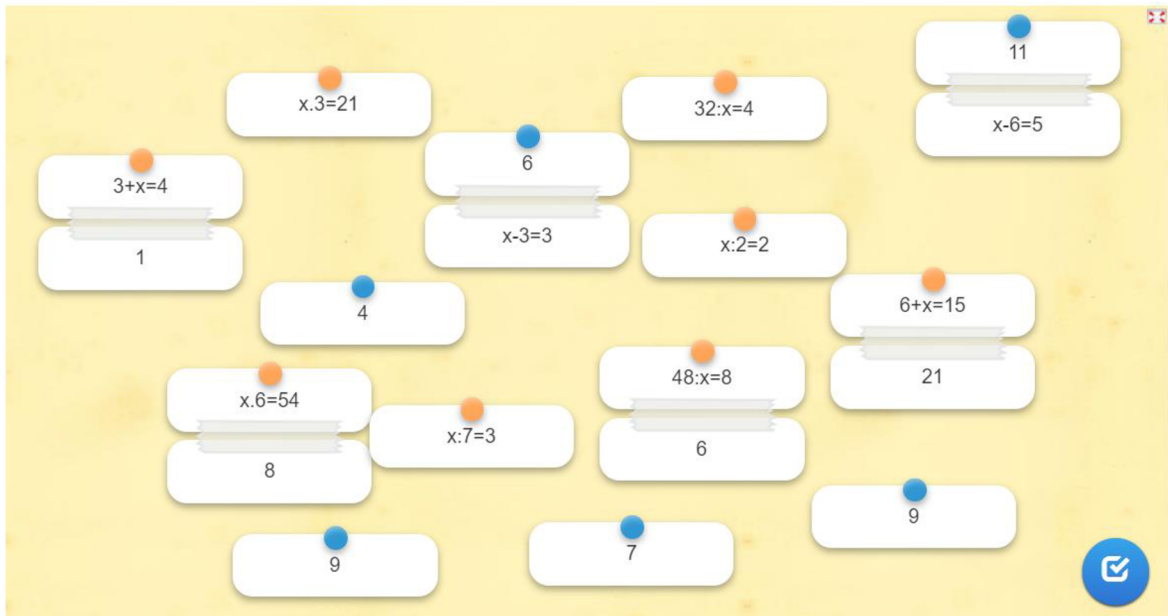 11
x-6=5
x.3=21
32:x=4
6
x-3=3
3+x=4
1
x:2=2
4
6+x=15
21
48:x=8
6
x.6=54
8
x:7=3
9
7
9